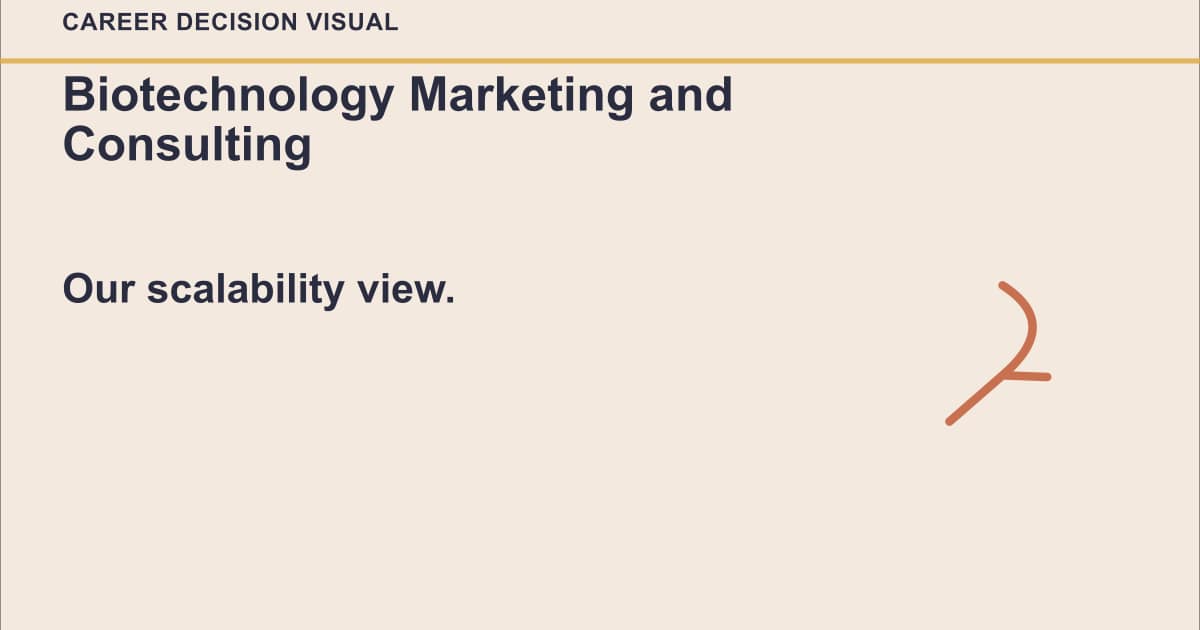 CAREER DECISION VISUAL
Biotechnology Marketing and
Consulting
Our scalability view.